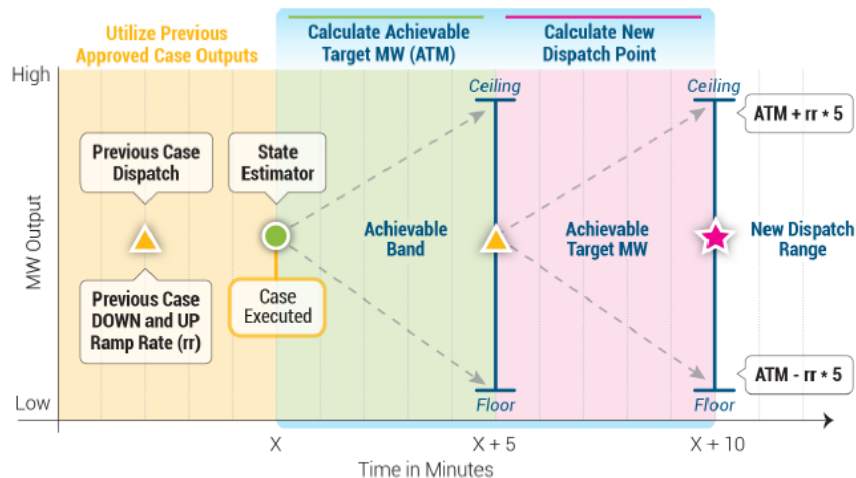 Utilize Previous
Approved Case Outputs
Calculate Achievable
Target MW (ATM)
Calculate New
Dispatch Point
High
Ceiling
Ceiling
ATM + rr * 5
Previous Case
Dispatch
State
Estimator
MW Output
Achievable
Band
Achievable
Target MW
New Dispatch
Range
Previous Case
DOWN and UP
Ramp Rate (rr)
Case
Executed
ATM - rr * 5
Low
Floor
Floor
X
X + 5
X + 10
Time in Minutes